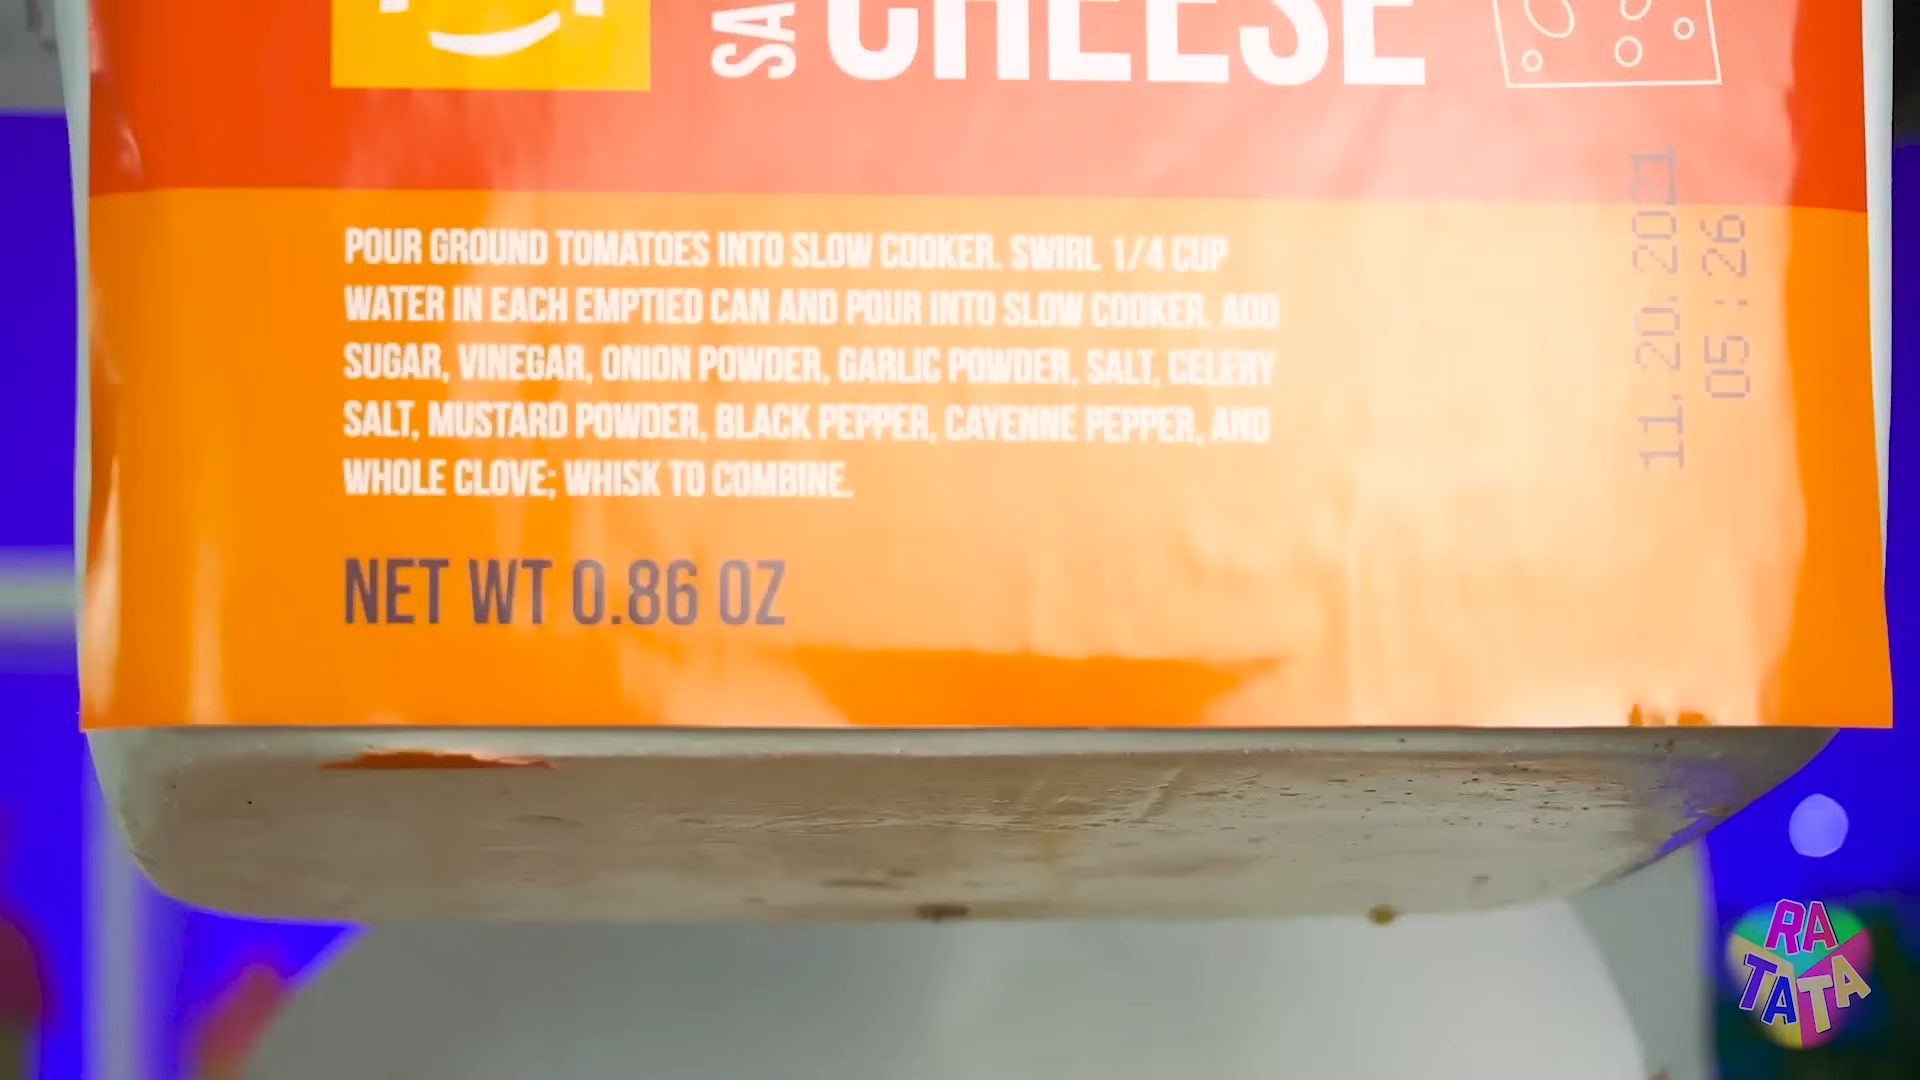 SA
CHEESE
POUR GROUND TOMATOES INTO SLOW COOKER. SWIRL 1/4 CUP
WATER IN EACH EMPTIED CAN AND POUR INTO SLOW COOKER. ADD
SUGAR, VINEGAR, ONION POWDER, GARLIC POWDER, SALT, CELERY
SALT, MUSTARD POWDER, BLACK PEPPER, CAYENNE PEPPER, AND
WHOLE CLOVE; WHISK TO COMBINE.
NET WT 0.86 OZ
11. 20. 2021
05 : 26
RA
TATA